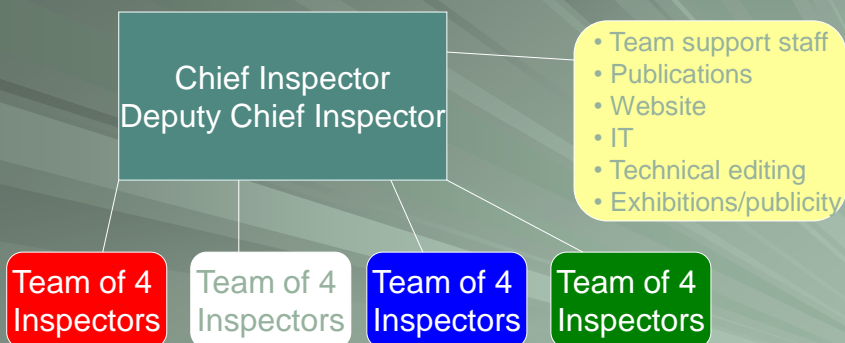 Chief Inspector
Deputy Chief Inspector
• Team support staff
• Publications
• Website
• IT
• Technical editing
• Exhibitions/publicity
Team of 4
Inspectors
Team of 4
Inspectors
Team of 4
Inspectors
Team of 4
Inspectors